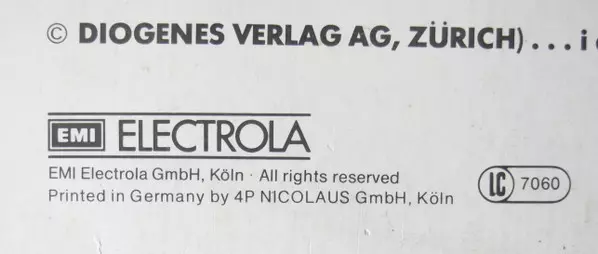 © DIOGENES VERLAG AG, ZÜRICH)...i
EMI ELECTROLA
EMI Electrola GmbH, Köln · All rights reserved
Printed in Germany by 4P NICOLAUS GmbH, Köln
LC 7060